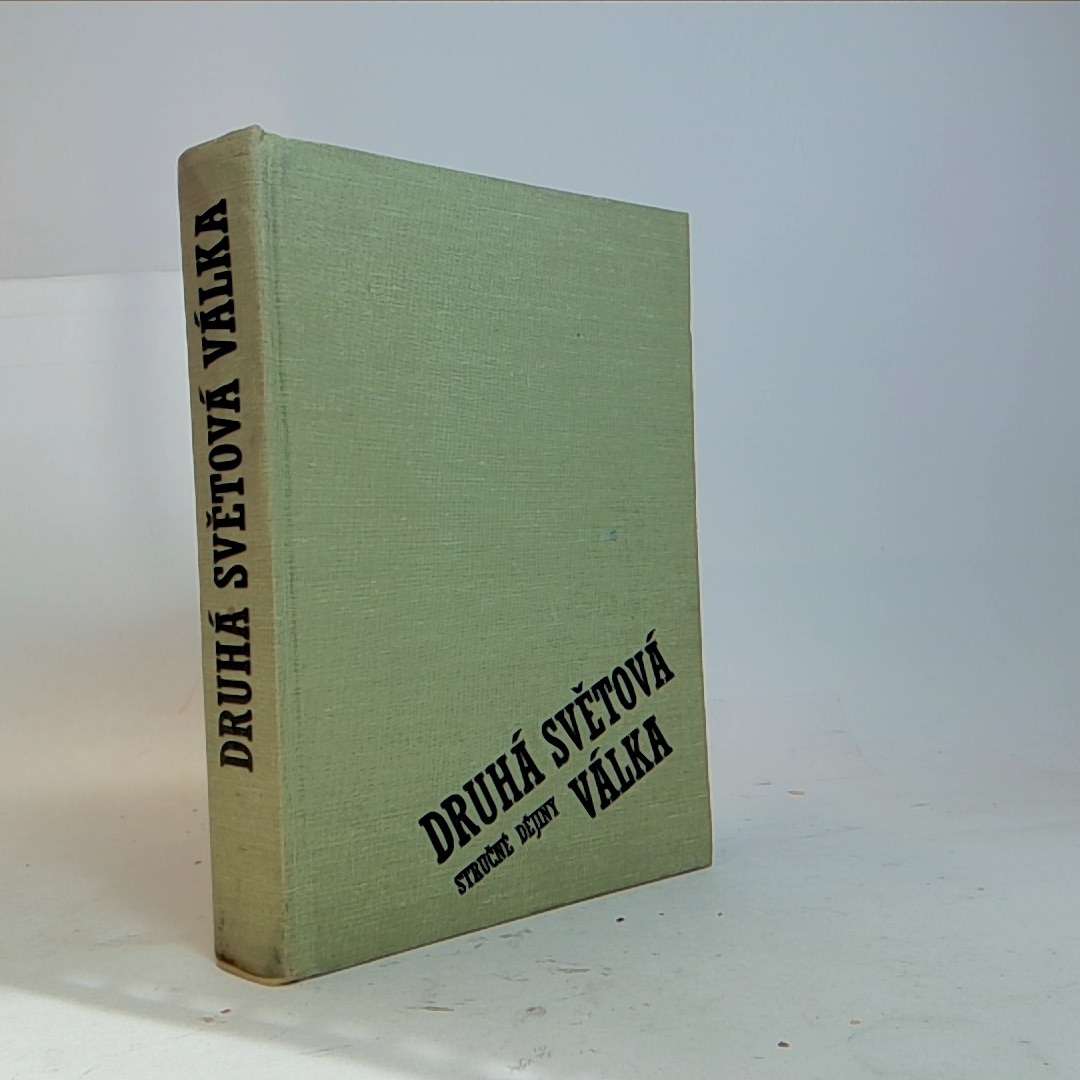 DRUHÁ SVĚTOVÁ VÁLKA
DRUHÁ SVĚTOVÁ
STRUČNÉ DĚJINY VÁLKA